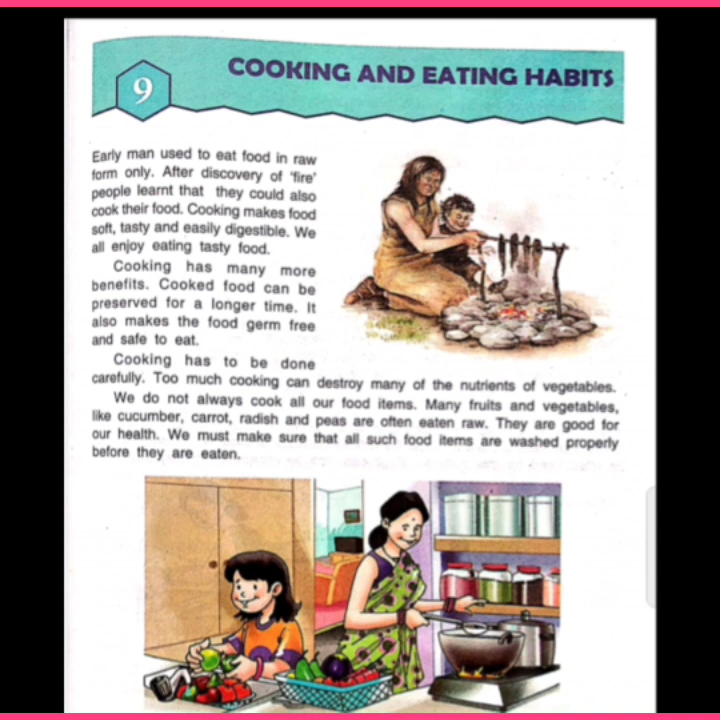 9
COOKING AND EATING HABITS
Early man used to eat food in raw
form only. After discovery of 'fire'
people learnt that they could also
cook their food. Cooking makes food
soft, tasty and easily digestible. We
all enjoy eating tasty food.
Cooking has many more
benefits. Cooked food can be
preserved for a longer time. It
also makes the food germ free
and safe to eat.
Cooking has to be done
carefully. Too much cooking can destroy many of the nutrients of vegetables.
We do not always cook all our food items. Many fruits and vegetables,
like cucumber, carrot, radish and peas are often eaten raw. They are good for
our health. We must make sure that all such food items are washed properly
before they are eaten.